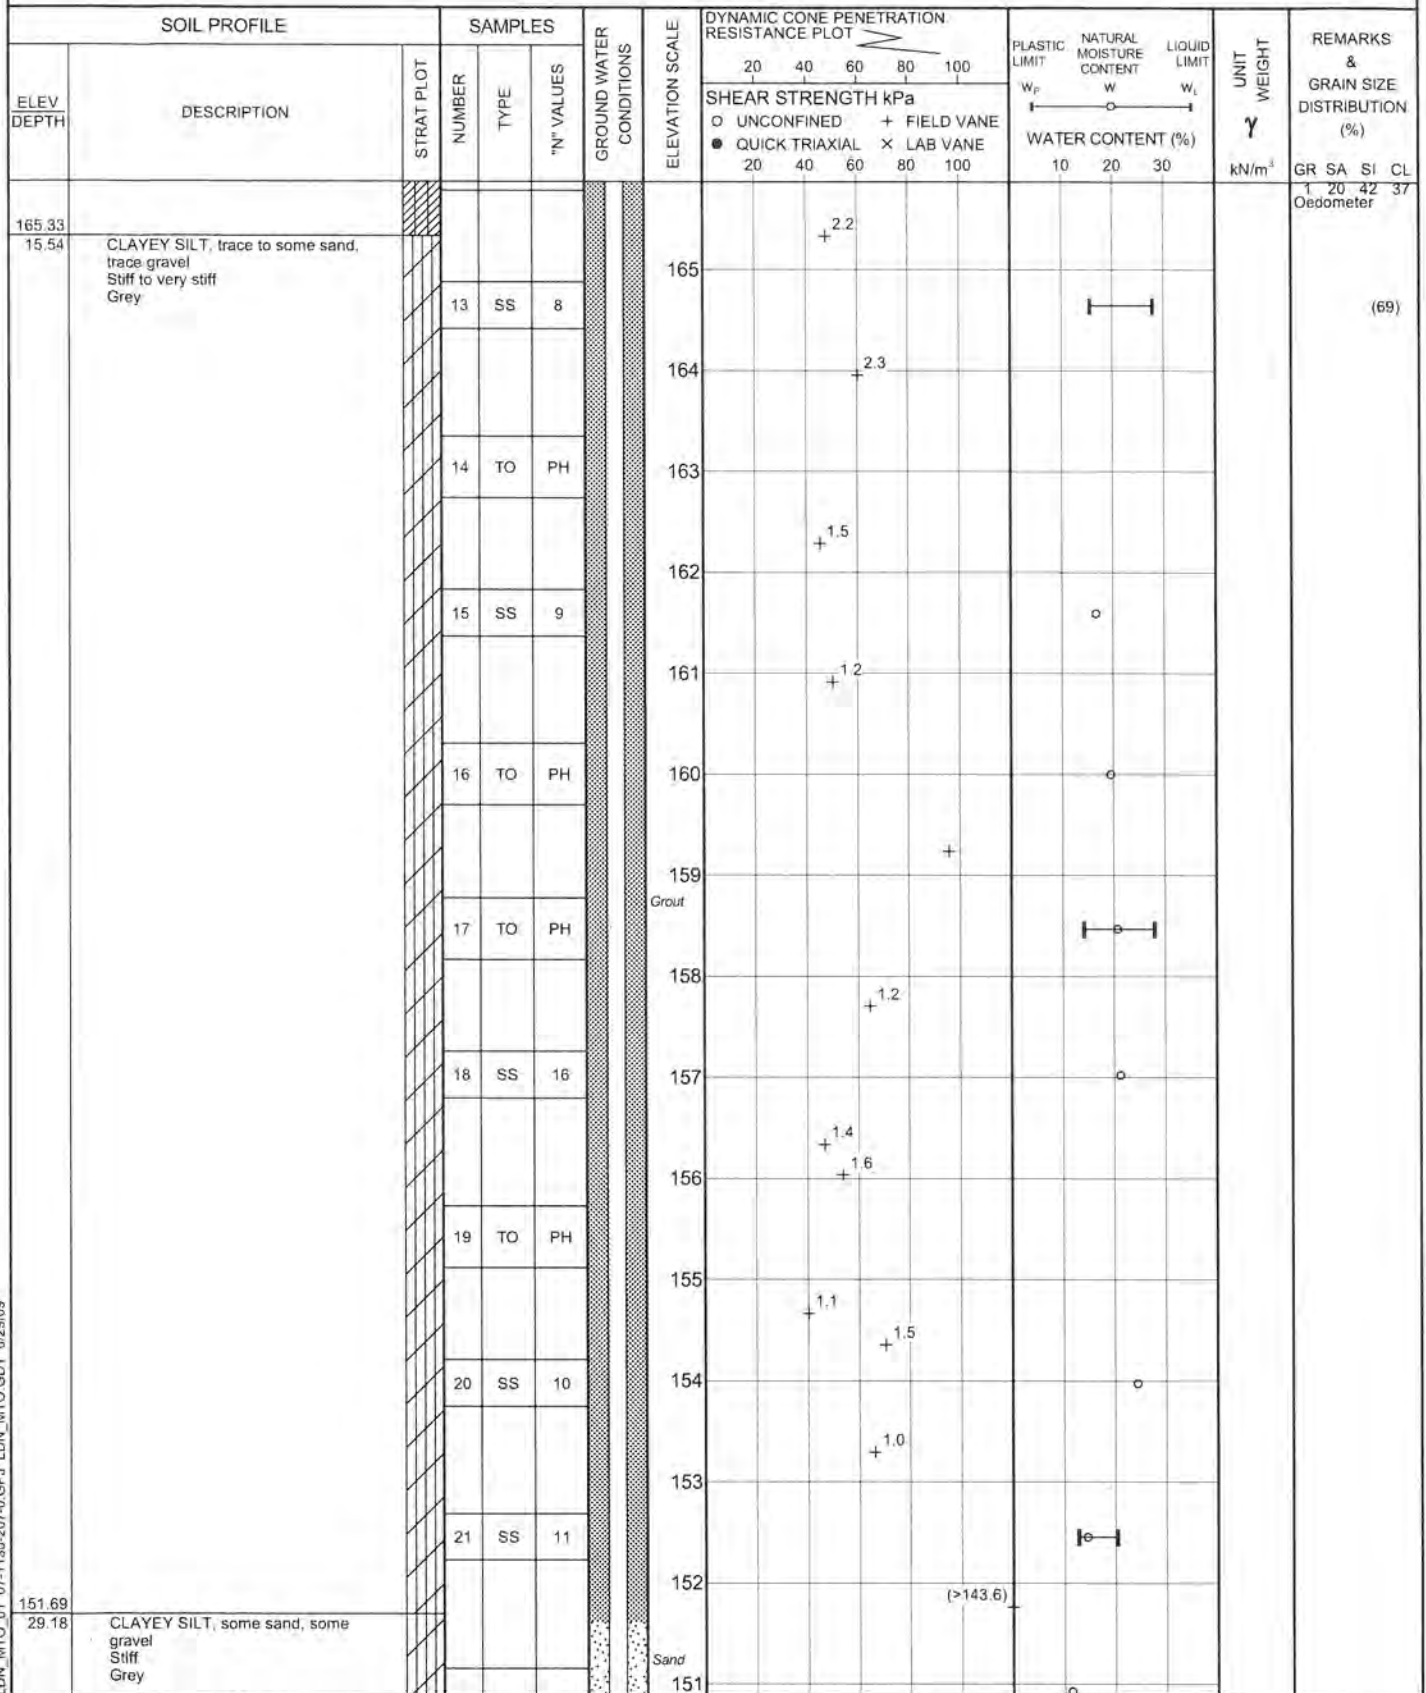 SOIL PROFILE
SAMPLES
GROUND WATER
CONDITIONS
ELEVATION SCALE
DYNAMIC CONE PENETRATION
RESISTANCE PLOT
20 40 60 80 100
SHEAR STRENGTH kPa
O UNCONFINED + FIELD VANE
● QUICK TRIAXIAL × LAB VANE
20 40 60 80 100
PLASTIC LIMIT
NATURAL MOISTURE CONTENT
LIQUID LIMIT
WP W WL
WATER CONTENT (%)
10 20 30
UNIT WEIGHT
γ
kN/m³
REMARKS
&
GRAIN SIZE
DISTRIBUTION
(%)
GR SA SI CL
ELEV
DEPTH
DESCRIPTION
STRAT PLOT
NUMBER
TYPE
"N" VALUES
1 20 42 37
Oedometer
165.33
15.54
CLAYEY SILT, trace to some sand,
trace gravel
Stiff to very stiff
Grey
2.2
165
13 SS 8
(69)
2.3
164
14 TO PH
163
1.5
162
15 SS 9
161
1.2
16 TO PH
160
159
Grout
17 TO PH
158
1.2
18 SS 16
157
1.4
1.6
156
19 TO PH
155
1.1
1.5
20 SS 10
154
1.0
153
21 SS 11
152
(>143.6)
151.69
29.18
CLAYEY SILT, some sand, some
gravel
Stiff
Grey
Sand
151